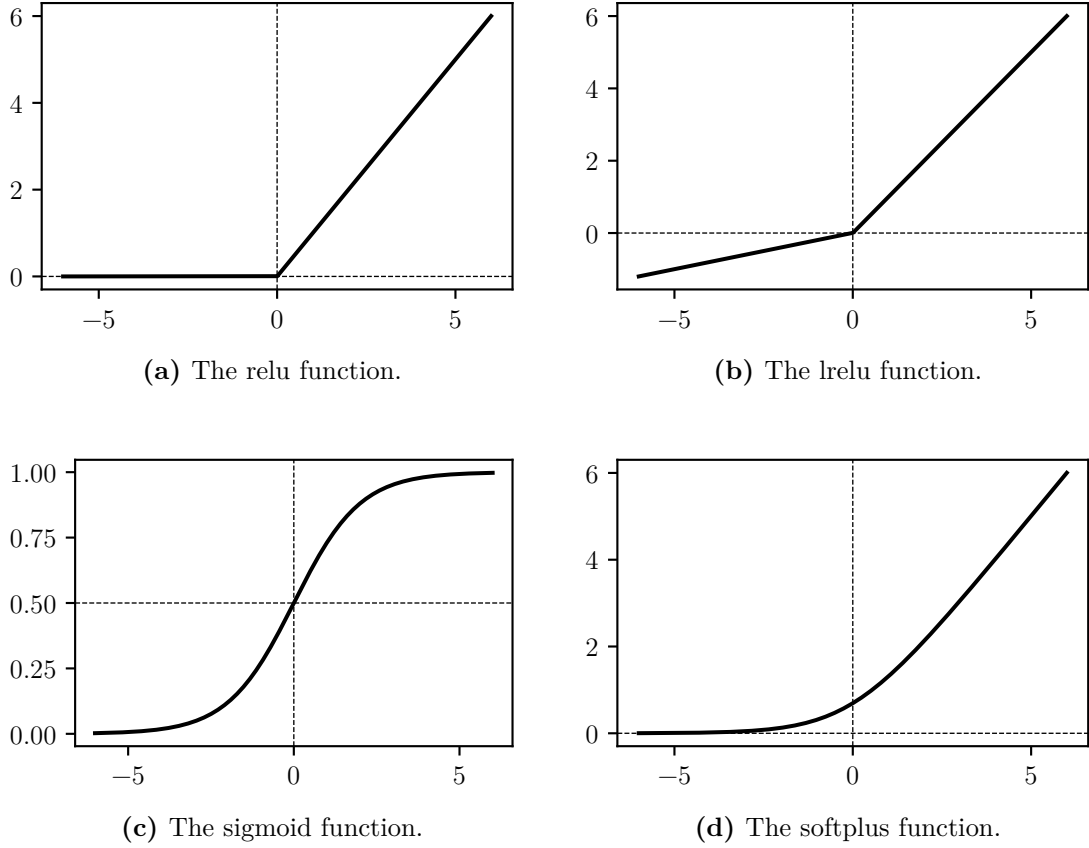 6
4
2
0
−5 0 5
(a) The relu function.
6
4
2
0
−5 0 5
(b) The lrelu function.
1.00
0.75
0.50
0.25
0.00
−5 0 5
(c) The sigmoid function.
6
4
2
0
−5 0 5
(d) The softplus function.